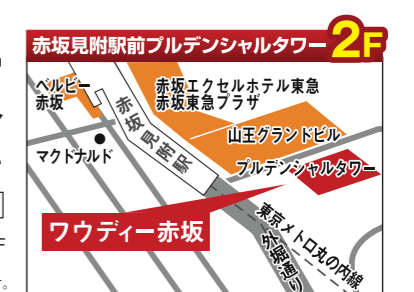 赤坂見附駅前プルデンシャルタワー2F
ベルビー
赤坂
赤坂エクセルホテル東急
赤坂東急プラザ
赤坂見附駅
山王グランドビル
マクドナルド
プルデンシャルタワー
ワウディー赤坂
東京メトロ丸の内線
外堀通り
F
。